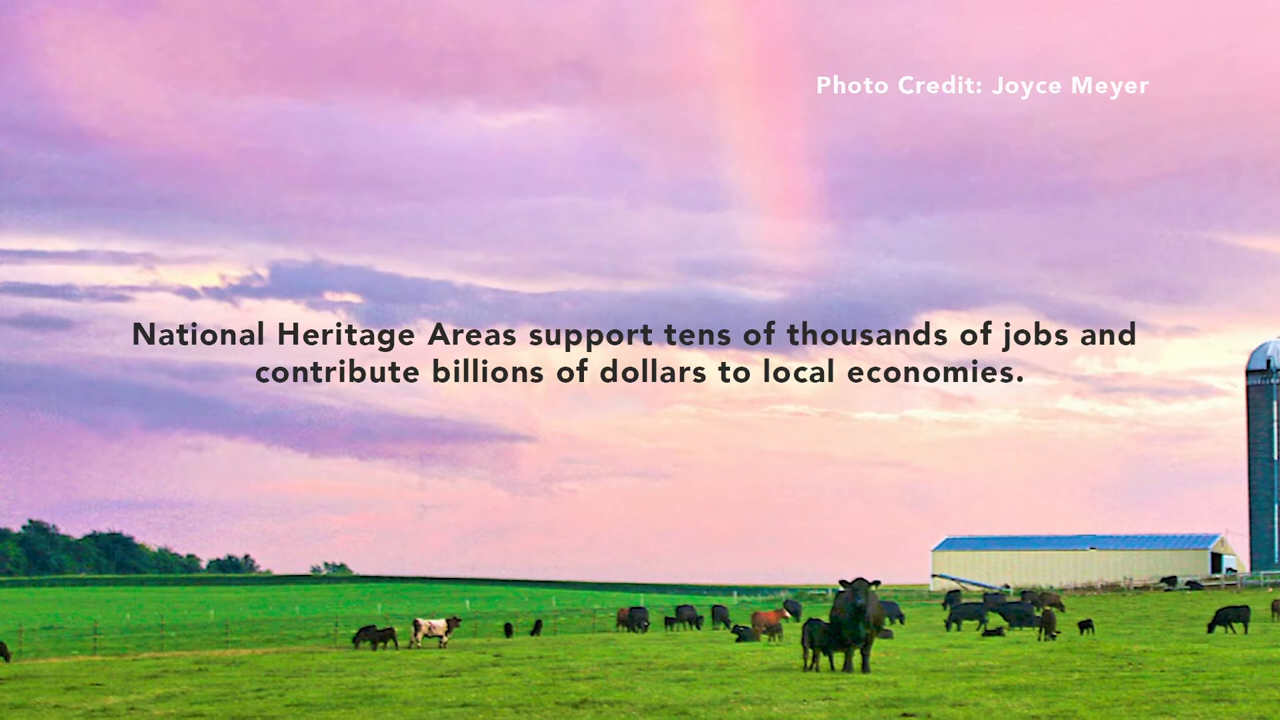 Photo Credit: Joyce Meyer
National Heritage Areas support tens of thousands of jobs and
contribute billions of dollars to local economies.